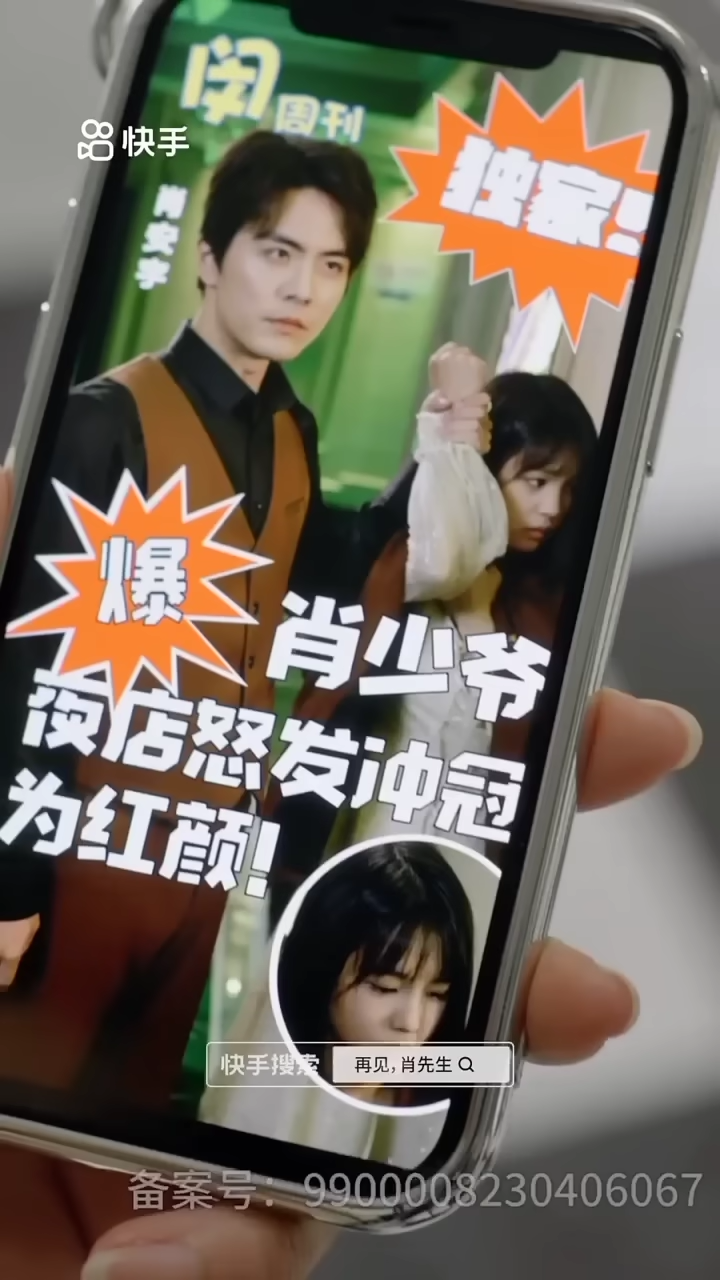 快手
周刊
独家!
肖安宇
爆
肖少爷
夜店怒发冲冠
为红颜!
快手搜索 再见,肖先生
备案号：9900008230406067